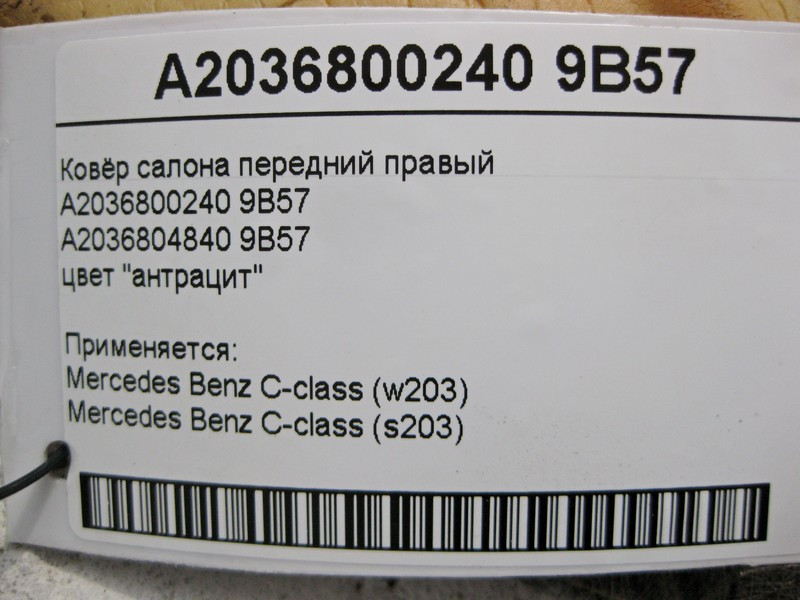 A2036800240 9B57
Ковёр салона передний правый
A2036800240 9B57
A2036804840 9B57
цвет "антрацит"
Применяется:
Mercedes Benz C-class (w203)
Mercedes Benz C-class (s203)